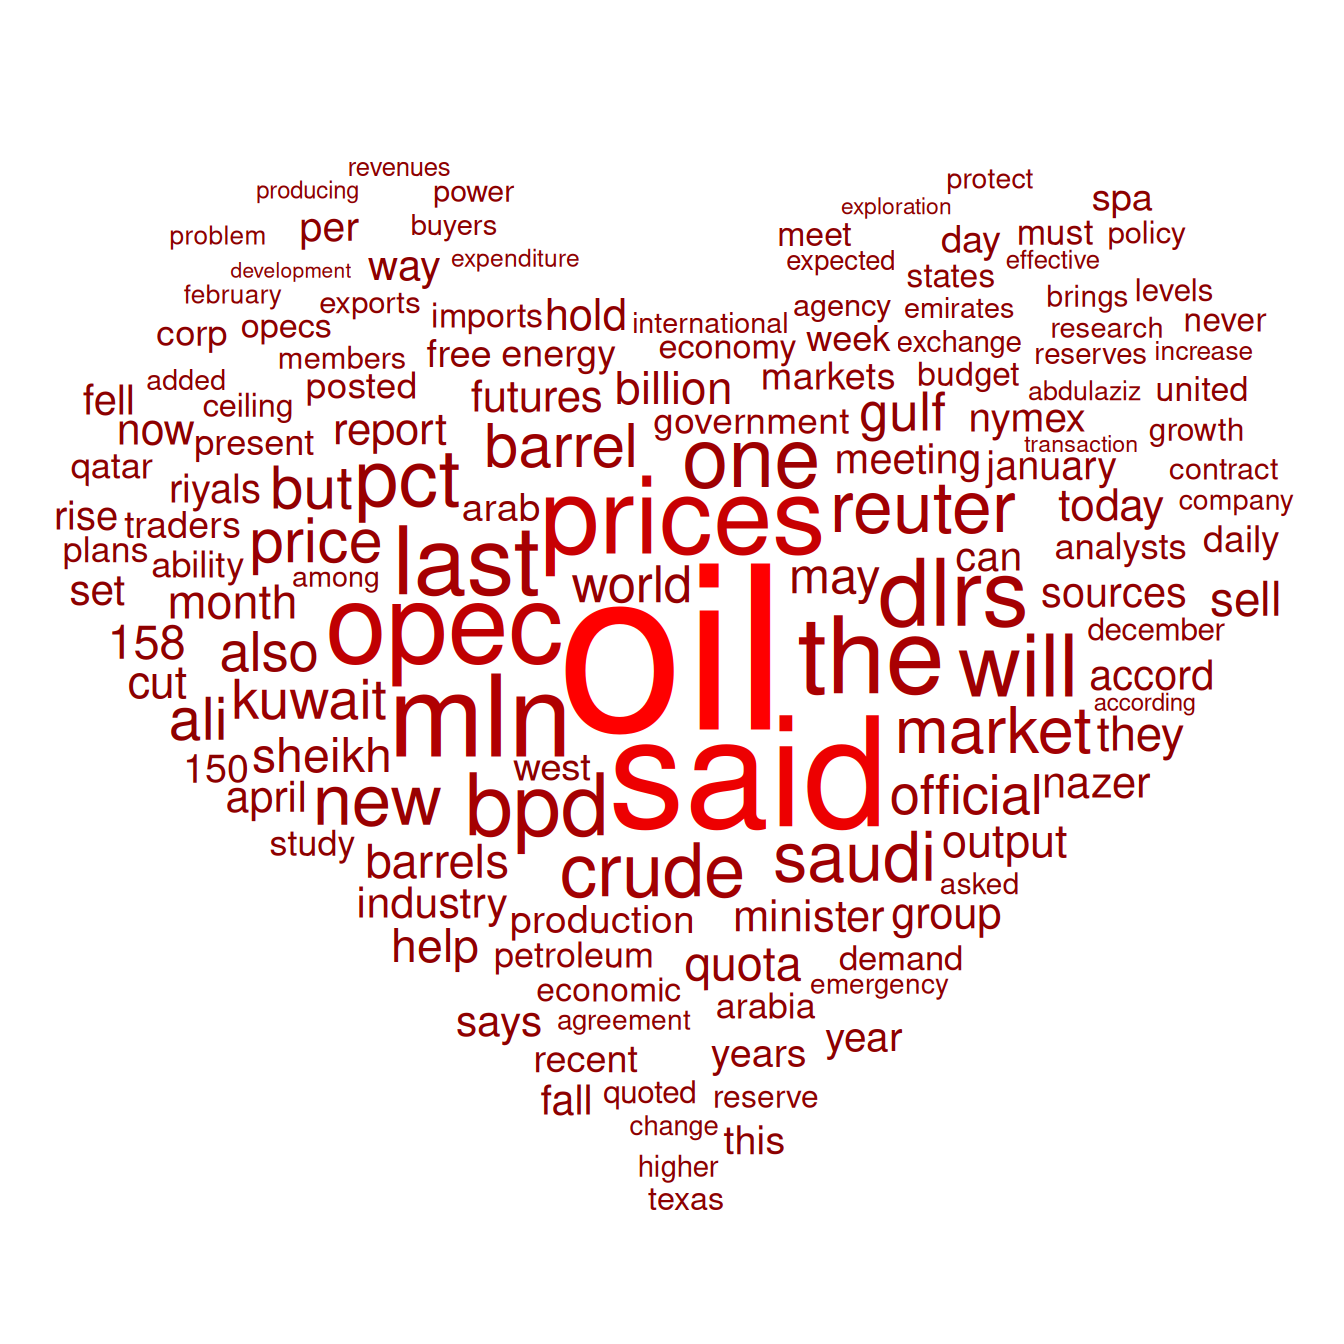 revenues
producing power
protect
exploration spa
problem per buyers
meet day must policy
development way expenditure
expected states effective
february exports imports hold international
agency emirates brings levels
corp opecs members free energy
economy week exchange research never
reserves increase
fell added ceiling posted futures billion
markets budget abdulaziz united
now present report barrel government
gulf nymex transaction growth
qatar riyals but pct arab one
meeting january contract
rise traders price last prices reuter
today company
plans ability among world may can
analysts daily
set month opec oil the dlrs
sources sell
158 also will december
cut kuwait mln accord
ali according
150 sheikh west said market they
april new bpd official nazer
study barrels crude saudi output
asked
industry production minister group
help petroleum quota demand
economic emergency
says agreement arabia
recent years year
fall quoted reserve
change this
higher
texas